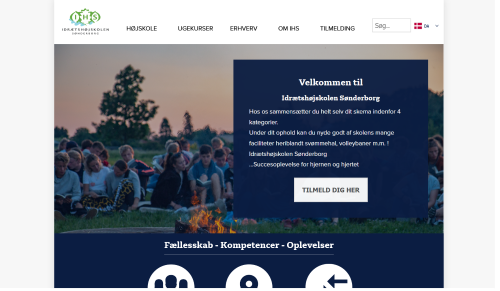 IHS
IDRÆTSHØJSKOLEN
SØNDERBORG
HØJSKOLE
UGEKURSER
ERHVERV
OM IHS
TILMELDING
Søg...
DA
Velkommen til
Idrætshøjskolen Sønderborg
Hos os sammensætter du helt selv dit skema indenfor 4
kategorier.
Under dit ophold kan du nyde godt af skolens mange
faciliteter heriblandt svømmehal, volleybaner m.m. !
Idrætshøjskolen Sønderborg
...Succesoplevelse for hjernen og hjertet
TILMELD DIG HER
Fællesskab - Kompetencer - Oplevelser